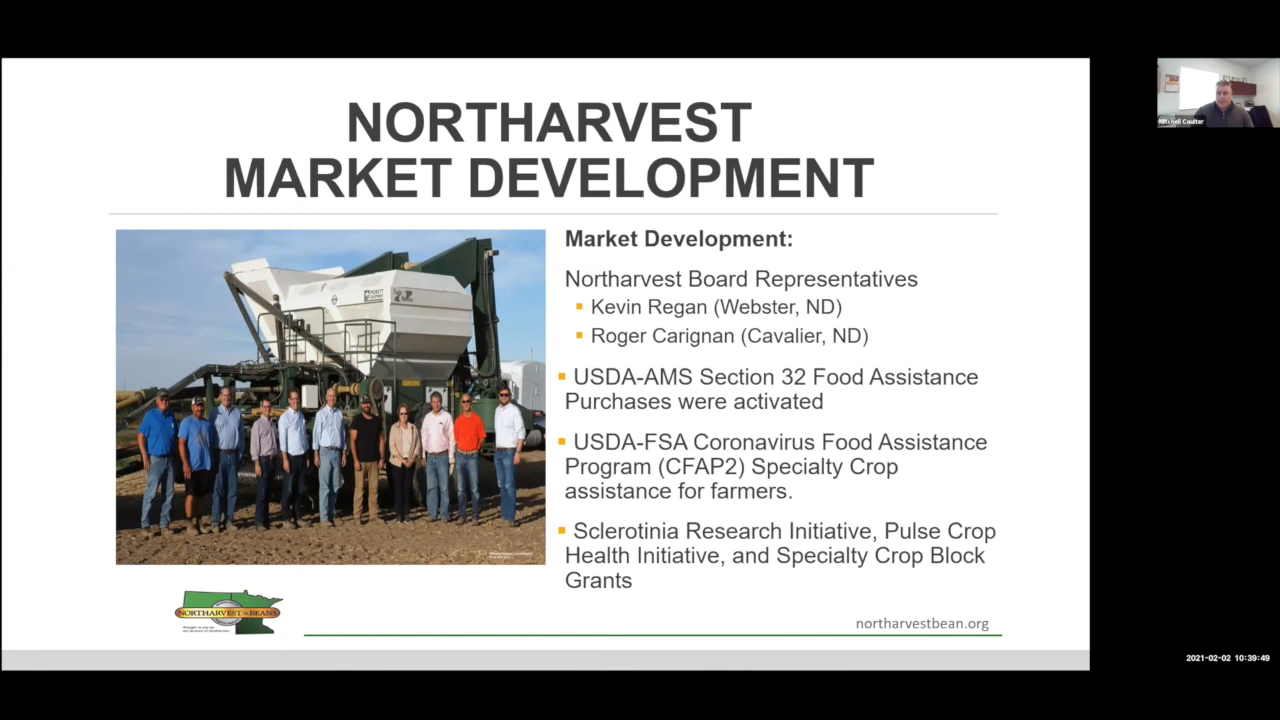 NORTHARVEST
MARKET DEVELOPMENT
Market Development:
Northarvest Board Representatives
Kevin Regan (Webster, ND)
Roger Carignan (Cavalier, ND)
USDA-AMS Section 32 Food Assistance
Purchases were activated
USDA-FSA Coronavirus Food Assistance
Program (CFAP2) Specialty Crop
assistance for farmers.
Sclerotinia Research Initiative, Pulse Crop
Health Initiative, and Specialty Crop Block
Grants
NORTHARVEST BEANS
northarvestbean.org
Mitchell Coulter
2021-02-02 10:39:49